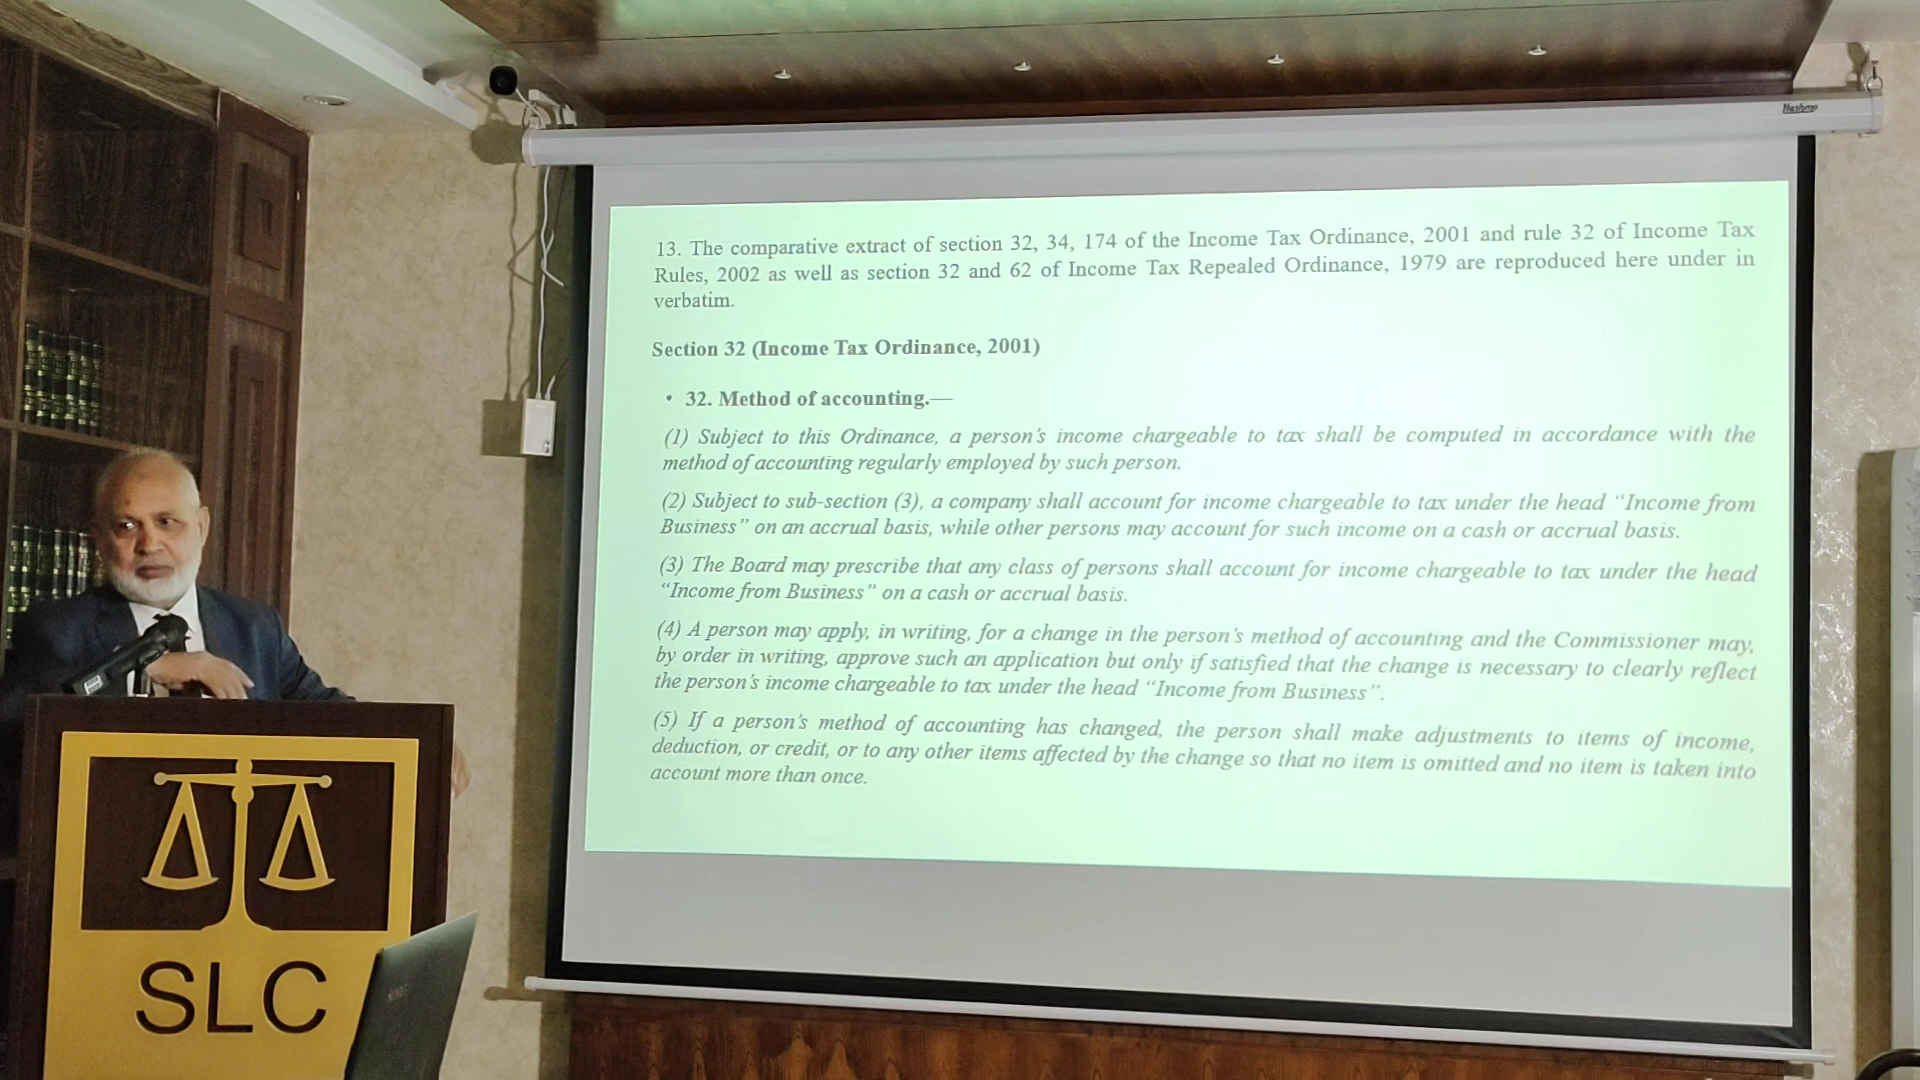 Hashmo
13. The comparative extract of section 32, 34, 174 of the Income Tax Ordinance, 2001 and rule 32 of Income Tax
Rules, 2002 as well as section 32 and 62 of Income Tax Repealed Ordinance, 1979 are reproduced here under in
verbatim.
Section 32 (Income Tax Ordinance, 2001)
• 32. Method of accounting.—
(1) Subject to this Ordinance, a person's income chargeable to tax shall be computed in accordance with the
method of accounting regularly employed by such person.
(2) Subject to sub-section (3), a company shall account for income chargeable to tax under the head "Income from
Business" on an accrual basis, while other persons may account for such income on a cash or accrual basis.
(3) The Board may prescribe that any class of persons shall account for income chargeable to tax under the head
"Income from Business" on a cash or accrual basis.
(4) A person may apply, in writing, for a change in the person's method of accounting and the Commissioner may,
by order in writing, approve such an application but only if satisfied that the change is necessary to clearly reflect
the person's income chargeable to tax under the head "Income from Business".
(5) If a person's method of accounting has changed, the person shall make adjustments to items of income,
deduction, or credit, or to any other items affected by the change so that no item is omitted and no item is taken into
account more than once.
SLC